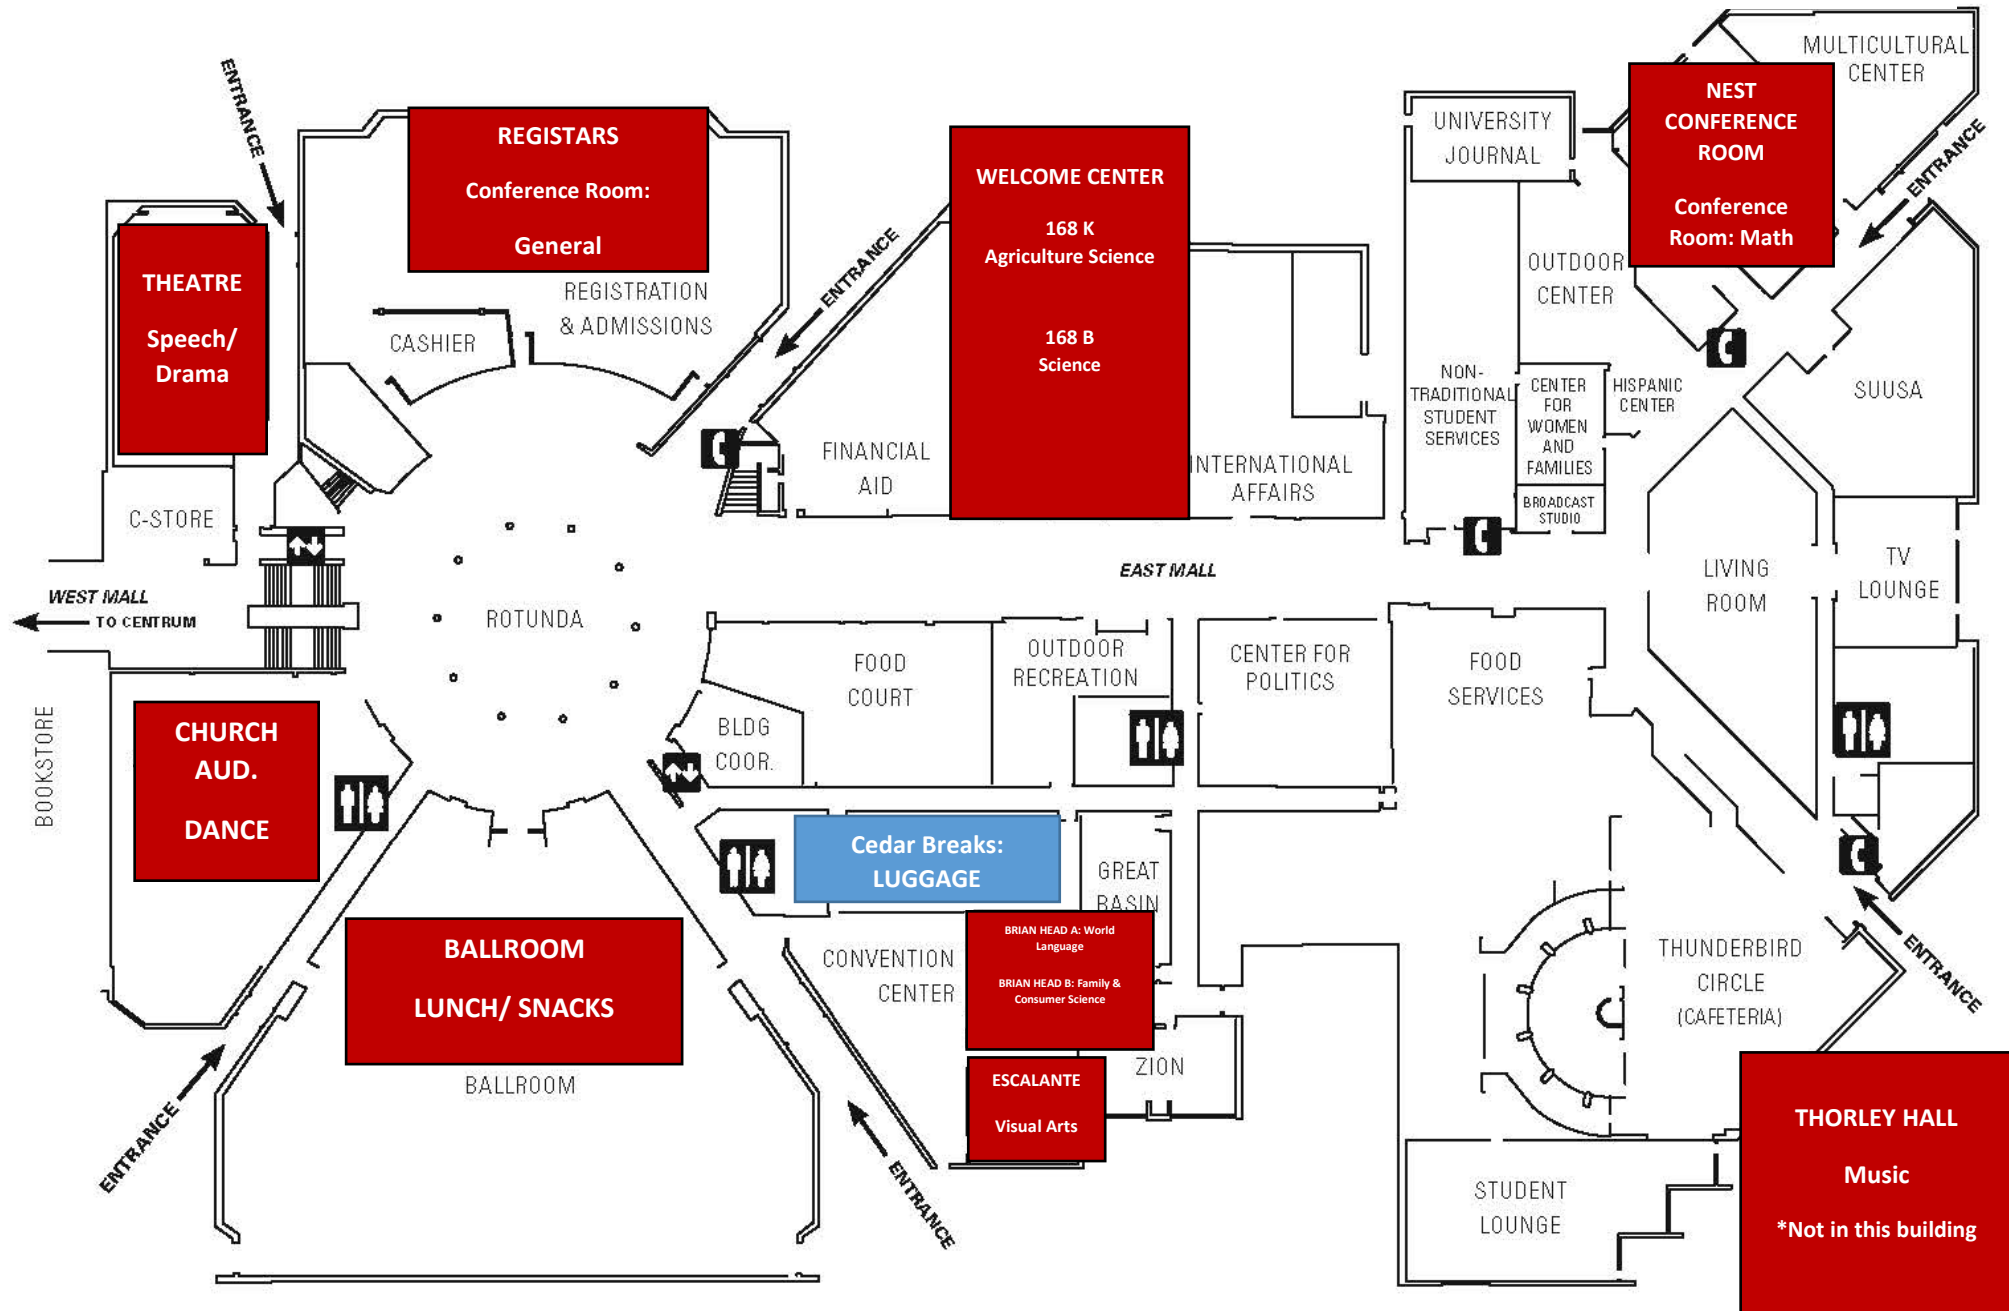 ENTRANCE
REGISTARS
Conference Room:
General
REGISTRATION
& ADMISSIONS
CASHIER
THEATRE
Speech/
Drama
C-STORE
WEST MALL
TO CENTRUM
ENTRANCE
WELCOME CENTER
168 K
Agriculture Science
168 B
Science
FINANCIAL
AID
INTERNATIONAL
AFFAIRS
UNIVERSITY
JOURNAL
NEST
CONFERENCE
ROOM
Conference
Room: Math
MULTICULTURAL
CENTER
ENTRANCE
OUTDOOR
CENTER
NON-
TRADITIONAL
STUDENT
SERVICES
CENTER
FOR
WOMEN
AND
FAMILIES
HISPANIC
CENTER
BROADCAST
STUDIO
SUUSA
EAST MALL
LIVING
ROOM
TV
LOUNGE
ROTUNDA
FOOD
COURT
OUTDOOR
RECREATION
CENTER FOR
POLITICS
FOOD
SERVICES
BLDG
COOR.
BOOKSTORE
CHURCH
AUD.
DANCE
Cedar Breaks:
LUGGAGE
GREAT
BASIN
BALLROOM
LUNCH/ SNACKS
BALLROOM
CONVENTION
CENTER
BRIAN HEAD A: World
Language
BRIAN HEAD B: Family &
Consumer Science
ESCALANTE
Visual Arts
ZION
THUNDERBIRD
CIRCLE
(CAFETERIA)
ENTRANCE
ENTRANCE
ENTRANCE
STUDENT
LOUNGE
THORLEY HALL
Music
*Not in this building